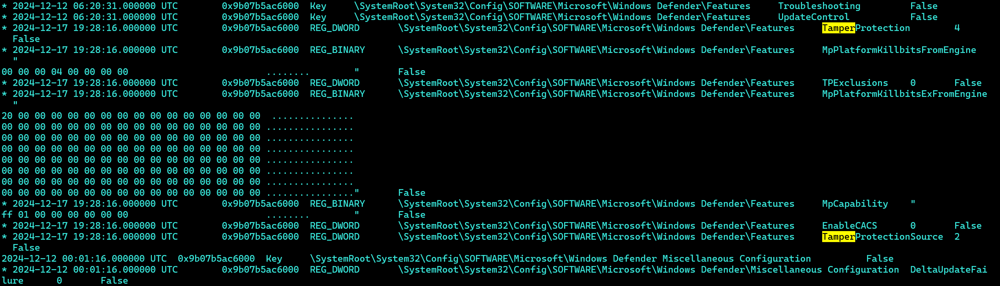 * 2024-12-12 06:20:31.000000 UTC        0x9b07b5ac6000  Key     \SystemRoot\System32\Config\SOFTWARE\Microsoft\Windows Defender\Features     Troubleshooting         False
* 2024-12-12 06:20:31.000000 UTC        0x9b07b5ac6000  Key     \SystemRoot\System32\Config\SOFTWARE\Microsoft\Windows Defender\Features     UpdateControl           False
* 2024-12-17 19:28:16.000000 UTC        0x9b07b5ac6000  REG_DWORD       \SystemRoot\System32\Config\SOFTWARE\Microsoft\Windows Defender\Features     TamperProtection        4
  False
* 2024-12-17 19:28:16.000000 UTC        0x9b07b5ac6000  REG_BINARY      \SystemRoot\System32\Config\SOFTWARE\Microsoft\Windows Defender\Features     MpPlatformKillbitsFromEngine
  "
00 00 00 04 00 00 00 00                         ........        "       False
* 2024-12-17 19:28:16.000000 UTC        0x9b07b5ac6000  REG_DWORD       \SystemRoot\System32\Config\SOFTWARE\Microsoft\Windows Defender\Features     TPExclusions    0       False
* 2024-12-17 19:28:16.000000 UTC        0x9b07b5ac6000  REG_BINARY      \SystemRoot\System32\Config\SOFTWARE\Microsoft\Windows Defender\Features     MpPlatformKillbitsExFromEngine
  "
20 00 00 00 00 00 00 00 00 00 00 00 00 00 00 00  ...............
00 00 00 00 00 00 00 00 00 00 00 00 00 00 00 00 ................
00 00 00 00 00 00 00 00 00 00 00 00 00 00 00 00 ................
00 00 00 00 00 00 00 00 00 00 00 00 00 00 00 00 ................
00 00 00 00 00 00 00 00 00 00 00 00 00 00 00 00 ................
00 00 00 00 00 00 00 00 00 00 00 00 00 00 00 00 ................
00 00 00 00 00 00 00 00 00 00 00 00 00 00 00 00 ................
00 00 00 00 00 00 00 00 00 00 00 00 00 00 00 00 ................"       False
* 2024-12-17 19:28:16.000000 UTC        0x9b07b5ac6000  REG_BINARY      \SystemRoot\System32\Config\SOFTWARE\Microsoft\Windows Defender\Features     MpCapability    "
ff 01 00 00 00 00 00 00                         ........        "       False
* 2024-12-17 19:28:16.000000 UTC        0x9b07b5ac6000  REG_DWORD       \SystemRoot\System32\Config\SOFTWARE\Microsoft\Windows Defender\Features     EnableCACS      0       False
* 2024-12-17 19:28:16.000000 UTC        0x9b07b5ac6000  REG_DWORD       \SystemRoot\System32\Config\SOFTWARE\Microsoft\Windows Defender\Features     TamperProtectionSource  2
  False
2024-12-12 00:01:16.000000 UTC  0x9b07b5ac6000  Key     \SystemRoot\System32\Config\SOFTWARE\Microsoft\Windows Defender Miscellaneous Configuration          False
* 2024-12-12 00:01:16.000000 UTC        0x9b07b5ac6000  REG_DWORD       \SystemRoot\System32\Config\SOFTWARE\Microsoft\Windows Defender\Miscellaneous Configuration  DeltaUpdateFai
lure      0       False